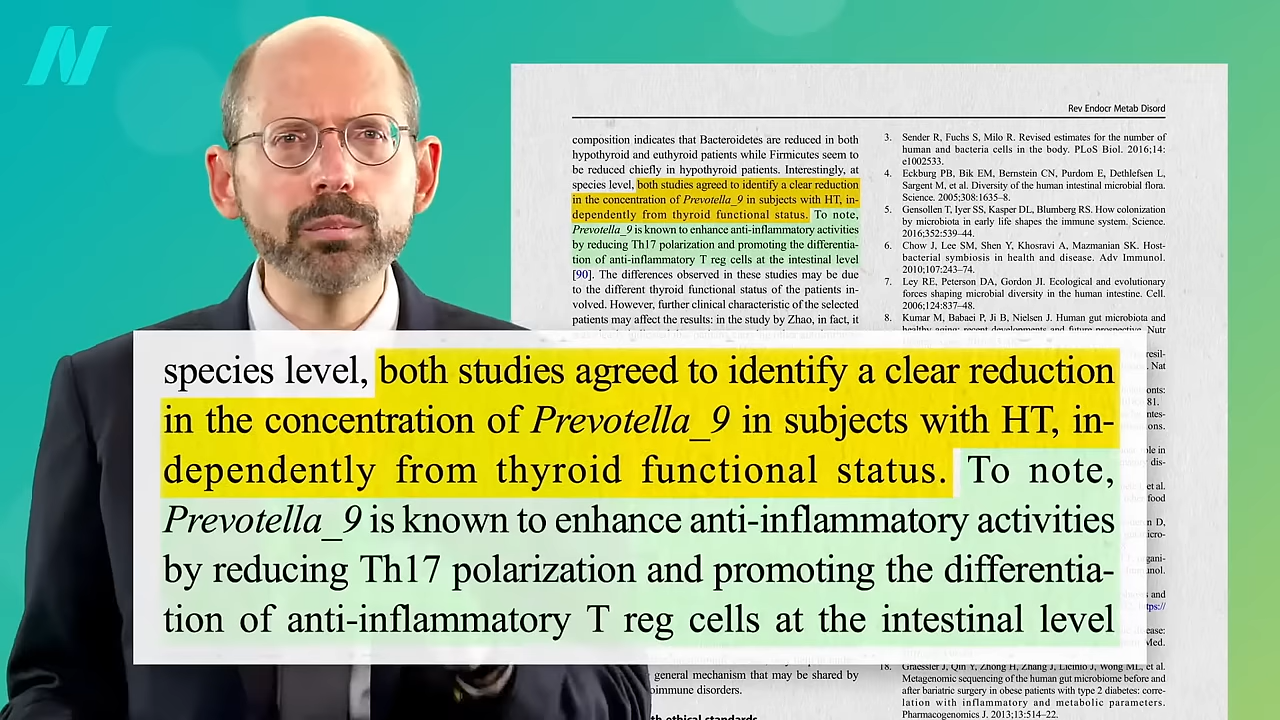 N
Rev Endocr Metab Disord
composition indicates that Bacteroidetes are reduced in both
hypothyroid and euthyroid patients while Firmicutes seem to
be reduced chiefly in hypothyroid patients. Interestingly, at
species level, both studies agreed to identify a clear reduction
in the concentration of Prevotella_9 in subjects with HT, in-
dependently from thyroid functional status. To note,
Prevotella_9 is known to enhance anti-inflammatory activities
by reducing Th17 polarization and promoting the differentia-
tion of anti-inflammatory T reg cells at the intestinal level
[90]. The differences observed in these studies may be due
to the different thyroid functional status of the patients in-
volved. However, further clinical characteristic of the selected
patients may affect the results: in the study by Zhao, in fact, it
3. Sender R, Fuchs S, Milo R. Revised estimates for the number of
human and bacteria cells in the body. PLoS Biol. 2016;14:
e1002533.
4. Eckburg PB, Bik EM, Bernstein CN, Purdom E, Dethlefsen L,
Sargent M, et al. Diversity of the human intestinal microbial flora.
Science. 2005;308:1635–8.
5. Gensollen T, Iyer SS, Kasper DL, Blumberg RS. How colonization
by microbiota in early life shapes the immune system. Science.
2016;352:539–44.
6. Chow J, Lee SM, Shen Y, Khosravi A, Mazmanian SK. Host-
bacterial symbiosis in health and disease. Adv Immunol.
2010;107:243–74.
7. Ley RE, Peterson DA, Gordon JI. Ecological and evolutionary
forces shaping microbial diversity in the human intestine. Cell.
2006;124:837–48.
8. Kumar M, Babaei P, Ji B, Nielsen J. Human gut microbiota and
healthy aging: recent developments and future prospective. Nutr
species level, both studies agreed to identify a clear reduction
in the concentration of Prevotella_9 in subjects with HT, in-
dependently from thyroid functional status. To note,
Prevotella_9 is known to enhance anti-inflammatory activities
by reducing Th17 polarization and promoting the differentia-
tion of anti-inflammatory T reg cells at the intestinal level
general mechanism that may be shared by
immune disorners.
18. Graessler J, Qin Y, Zhong H, Zhang J, Licinio J, Wong ML, et al.
Metagenomic sequencing of the human gut microbiome before and
after bariatric surgery in obese patients with type 2 diabetes: corre-
lation with inflammatory and metabolic parameters.
Pharmacogenomics J. 2013;13:514–22.
ethical standards